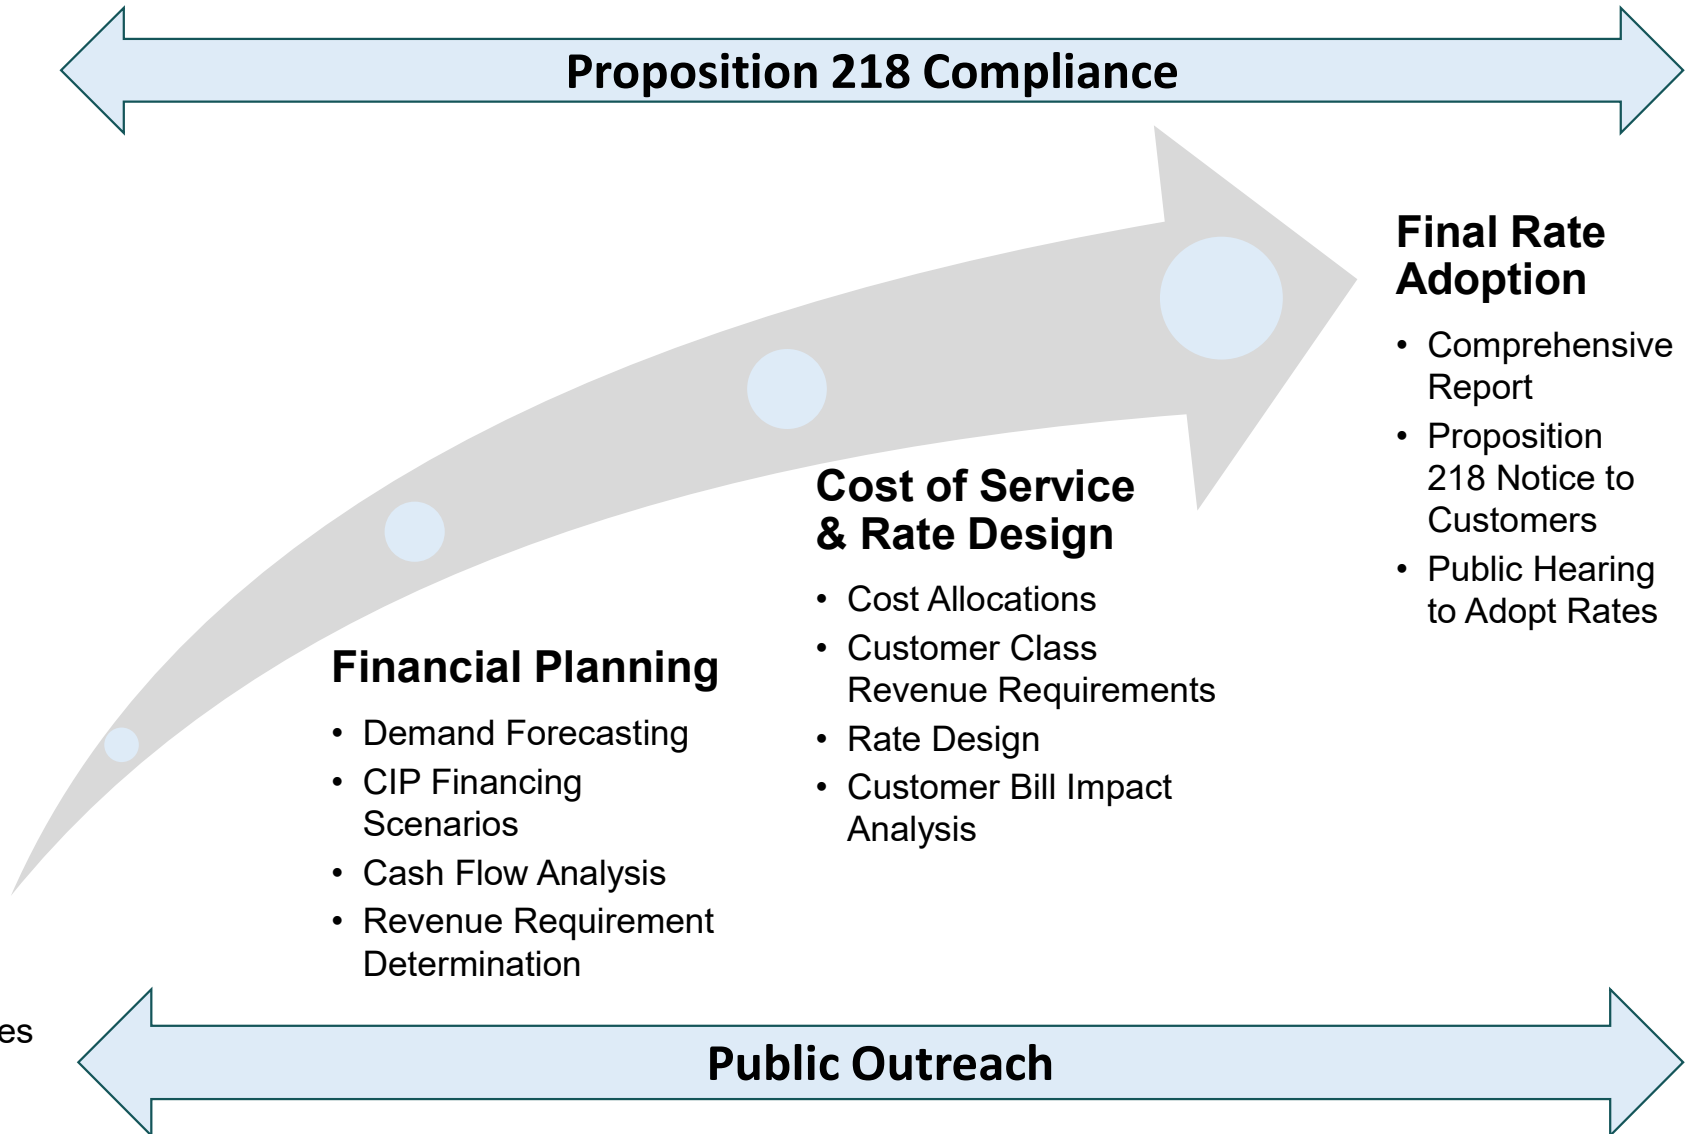 Proposition 218 Compliance
Final Rate
Adoption
• Comprehensive
Report
• Proposition
218 Notice to
Customers
• Public Hearing
to Adopt Rates
Cost of Service
& Rate Design
• Cost Allocations
• Customer Class
Revenue Requirements
• Rate Design
• Customer Bill Impact
Analysis
Financial Planning
• Demand Forecasting
• CIP Financing
Scenarios
• Cash Flow Analysis
• Revenue Requirement
Determination
Public Outreach